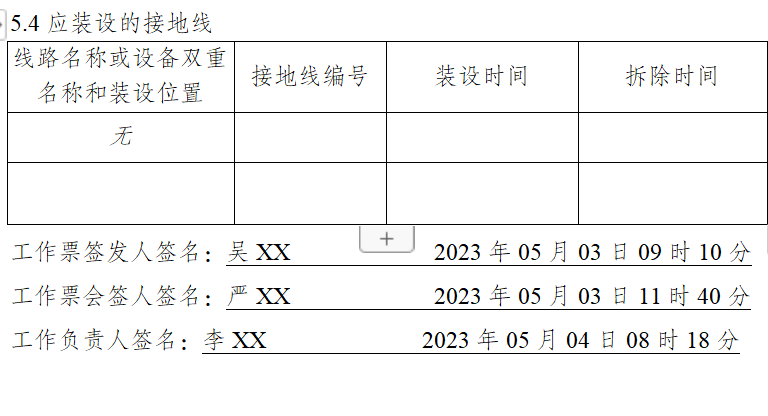 5.4 应装设的接地线
线路名称或设备双重
名称和装设位置
接地线编号
装设时间
拆除时间
无
工作票签发人签名：吴 XX 2023 年 05 月 03 日 09 时 10 分
工作票会签人签名：严 XX 2023 年 05 月 03 日 11 时 40 分
工作负责人签名：李 XX 2023 年 05 月 04 日 08 时 18 分